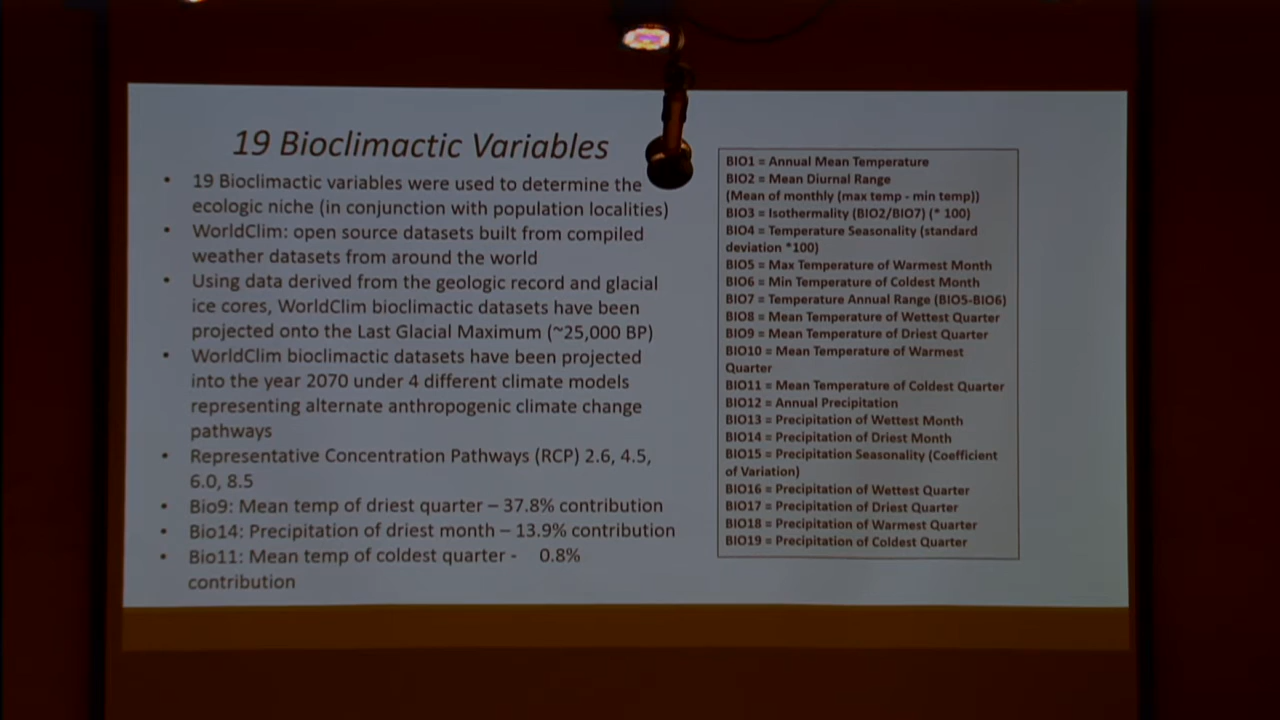 19 Bioclimactic Variables
• 19 Bioclimactic variables were used to determine the
ecologic niche (in conjunction with population localities)
• WorldClim: open source datasets built from compiled
weather datasets from around the world
• Using data derived from the geologic record and glacial
ice cores, WorldClim bioclimactic datasets have been
projected onto the Last Glacial Maximum (~25,000 BP)
• WorldClim bioclimactic datasets have been projected
into the year 2070 under 4 different climate models
representing alternate anthropogenic climate change
pathways
• Representative Concentration Pathways (RCP) 2.6, 4.5,
6.0, 8.5
• Bio9: Mean temp of driest quarter – 37.8% contribution
• Bio14: Precipitation of driest month – 13.9% contribution
• Bio11: Mean temp of coldest quarter - 0.8%
contribution
BIO1 = Annual Mean Temperature
BIO2 = Mean Diurnal Range
(Mean of monthly (max temp - min temp))
BIO3 = Isothermality (BIO2/BIO7) (* 100)
BIO4 = Temperature Seasonality (standard
deviation *100)
BIO5 = Max Temperature of Warmest Month
BIO6 = Min Temperature of Coldest Month
BIO7 = Temperature Annual Range (BIO5-BIO6)
BIO8 = Mean Temperature of Wettest Quarter
BIO9 = Mean Temperature of Driest Quarter
BIO10 = Mean Temperature of Warmest
Quarter
BIO11 = Mean Temperature of Coldest Quarter
BIO12 = Annual Precipitation
BIO13 = Precipitation of Wettest Month
BIO14 = Precipitation of Driest Month
BIO15 = Precipitation Seasonality (Coefficient
of Variation)
BIO16 = Precipitation of Wettest Quarter
BIO17 = Precipitation of Driest Quarter
BIO18 = Precipitation of Warmest Quarter
BIO19 = Precipitation of Coldest Quarter